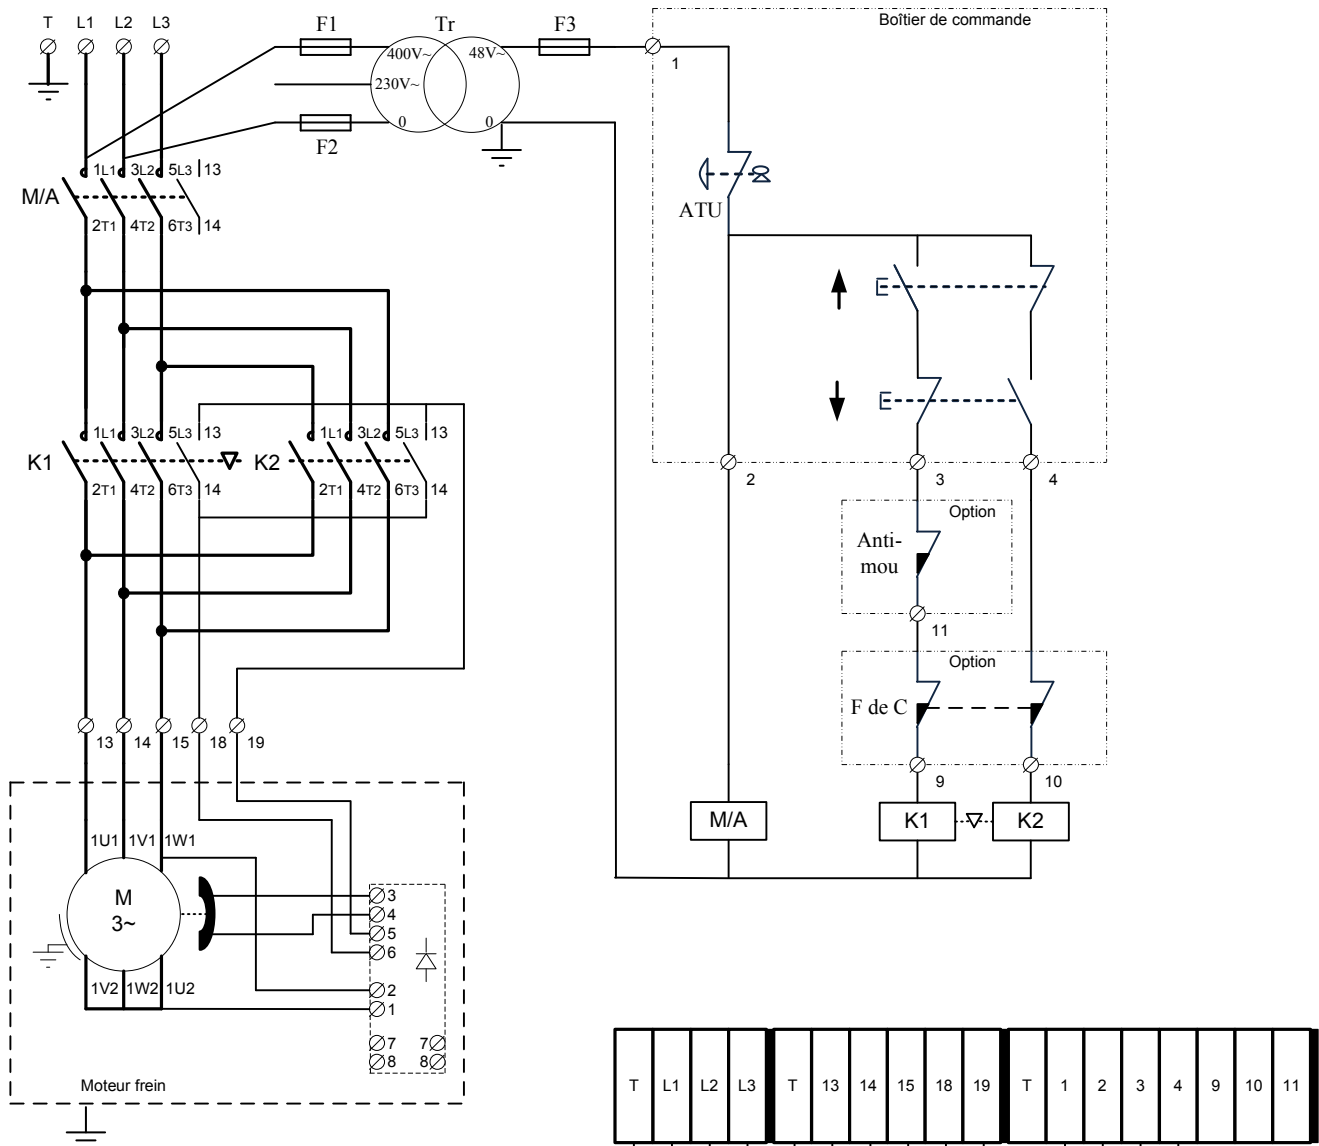 T L1 L2 L3
F1 Tr F3
400V~ 48V~
230V~
0 0
F2
Boîtier de commande
1
M/A
1L1 3L2 5L3 13
2T1 4T2 6T3 14
ATU
K1
1L1 3L2 5L3 13
2T1 4T2 6T3 14
K2
1L1 3L2 5L3 13
2T1 4T2 6T3 14
2 3 4
Option
Anti-
mou
11
Option
F de C
9 10
M/A K1 K2
13 14 15 18 19
1U1 1V1 1W1
M
3~
1V2 1W2 1U2
3
4
5
6
2
1
7 7
8 8
Moteur frein
T L1 L2 L3 T 13 14 15 18 19 T 1 2 3 4 9 10 11